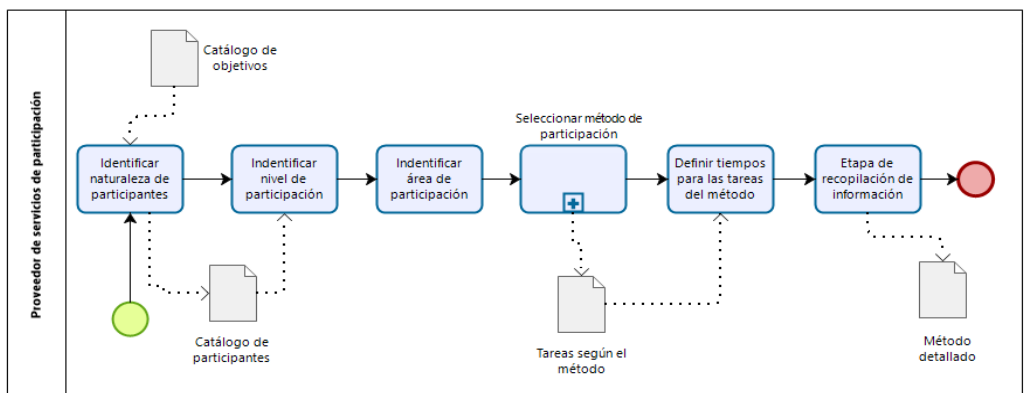 Proveedor de servicios de participación
Catálogo de
objetivos
Identificar
naturaleza de
participantes
Indentificar
nivel de
participación
Indentificar
área de
participación
Seleccionar método de
participación
Definir tiempos
para las tareas
del método
Etapa de
recopilación de
información
Catálogo de
participantes
Tareas según el
método
Método
detallado